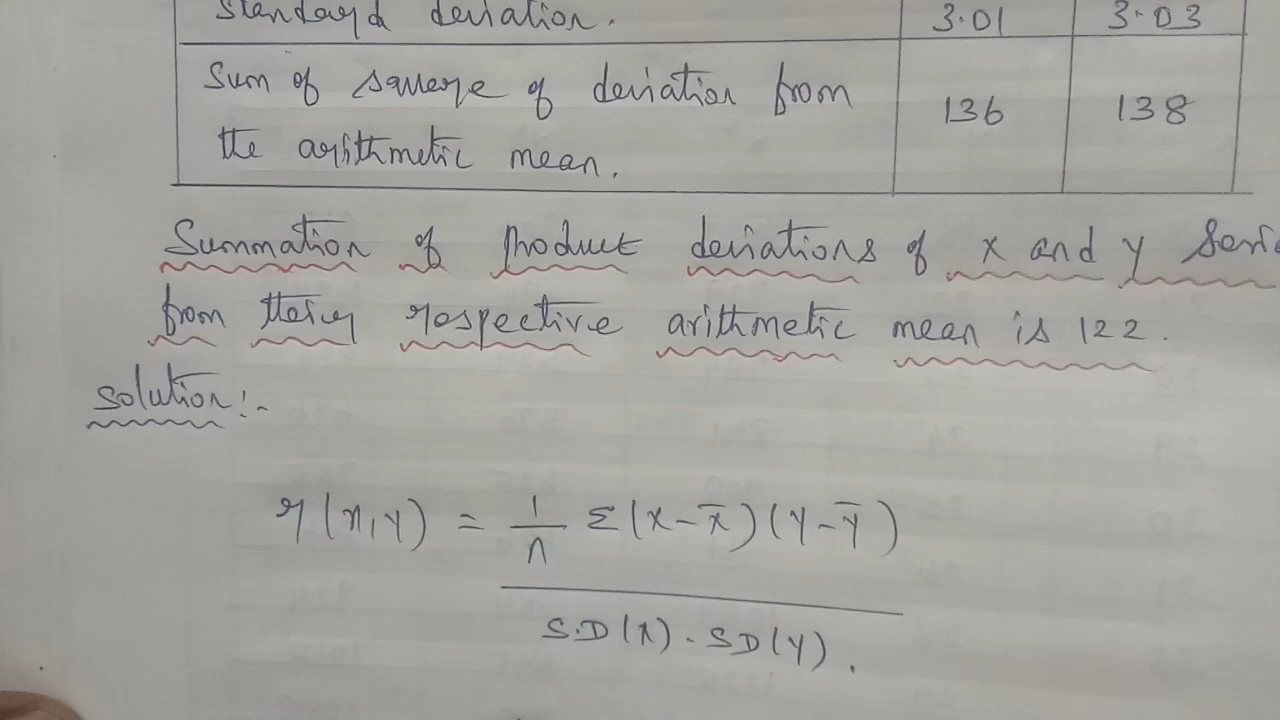 Standard deviation. 3.01 3.03
Sum of square of deviation from
136 138
the arithmetic mean.
Summation of Product deviations of x and y
from their respective arithmetic mean is 122.
Solution:-
r(x,y) = 1/n Σ(x-x̅)(y-y̅)
S.D(x). SD(y).